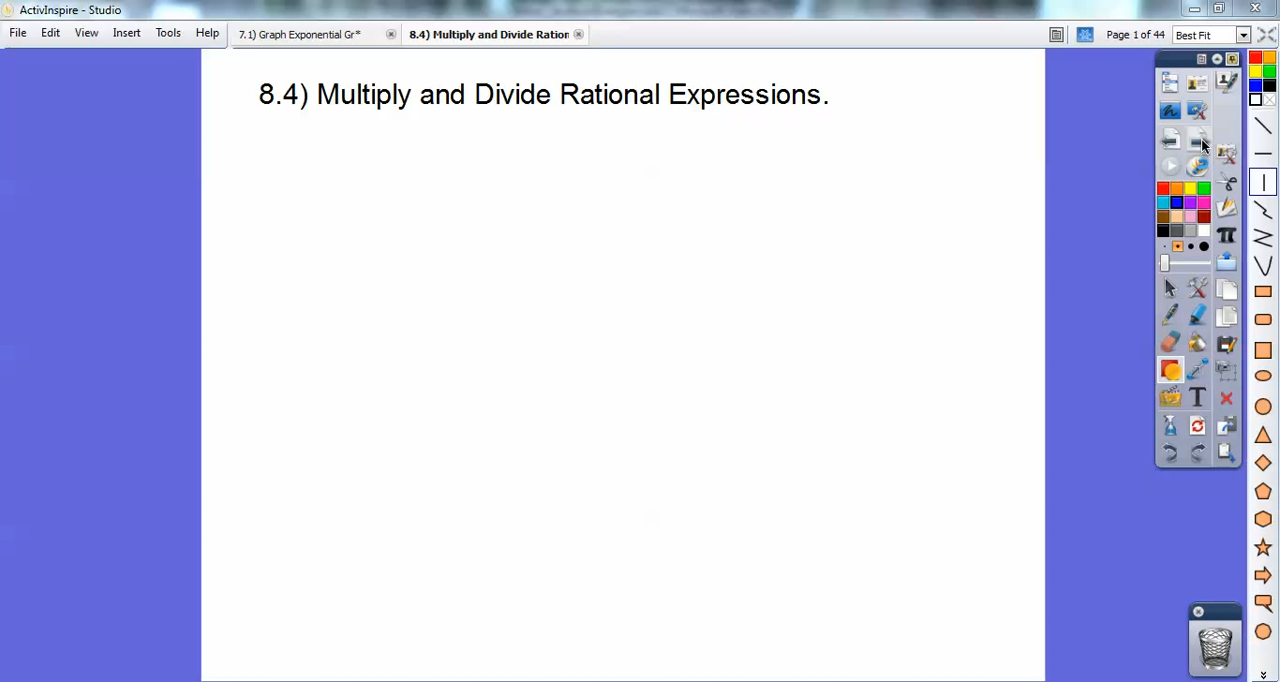 ActivInspire - Studio
File Edit View Insert Tools Help
7.1) Graph Exponential Gr*
8.4) Multiply and Divide Ration
Page 1 of 44
Best Fit
8.4) Multiply and Divide Rational Expressions.